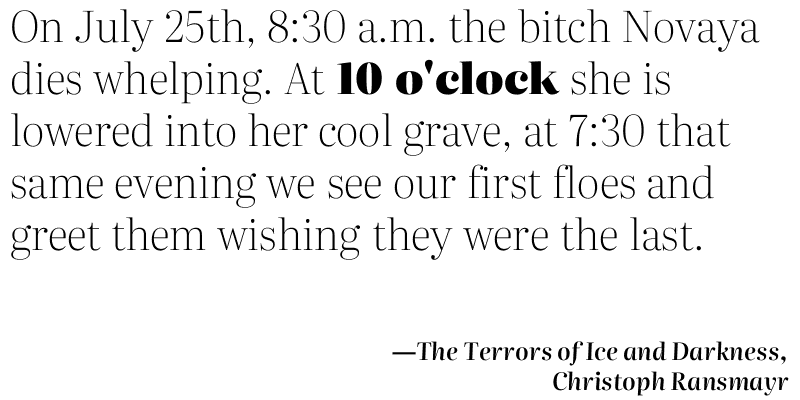 On July 25th, 8:30 a.m. the bitch Novaya
dies whelping. At 10 o'clock she is
lowered into her cool grave, at 7:30 that
same evening we see our first floes and
greet them wishing they were the last.
—The Terrors of Ice and Darkness,
Christoph Ransmayr